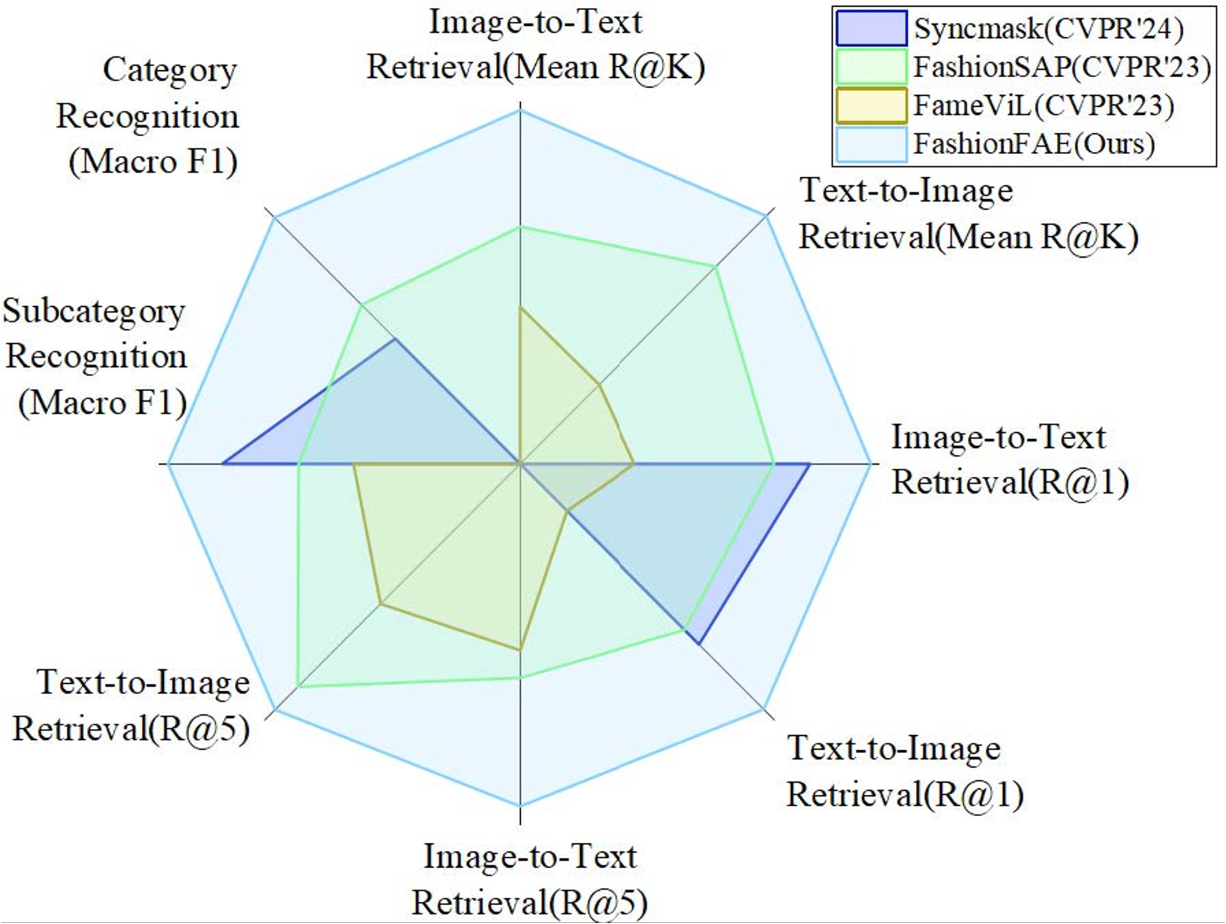 Image-to-Text
Retrieval(Mean R@K)
Syncmask(CVPR'24)
FashionSAP(CVPR'23)
FameViL(CVPR'23)
FashionFAE(Ours)
Category
Recognition
(Macro F1)
Text-to-Image
Retrieval(Mean R@K)
Subcategory
Recognition
(Macro F1)
Image-to-Text
Retrieval(R@1)
Text-to-Image
Retrieval(R@5)
Text-to-Image
Retrieval(R@1)
Image-to-Text
Retrieval(R@5)